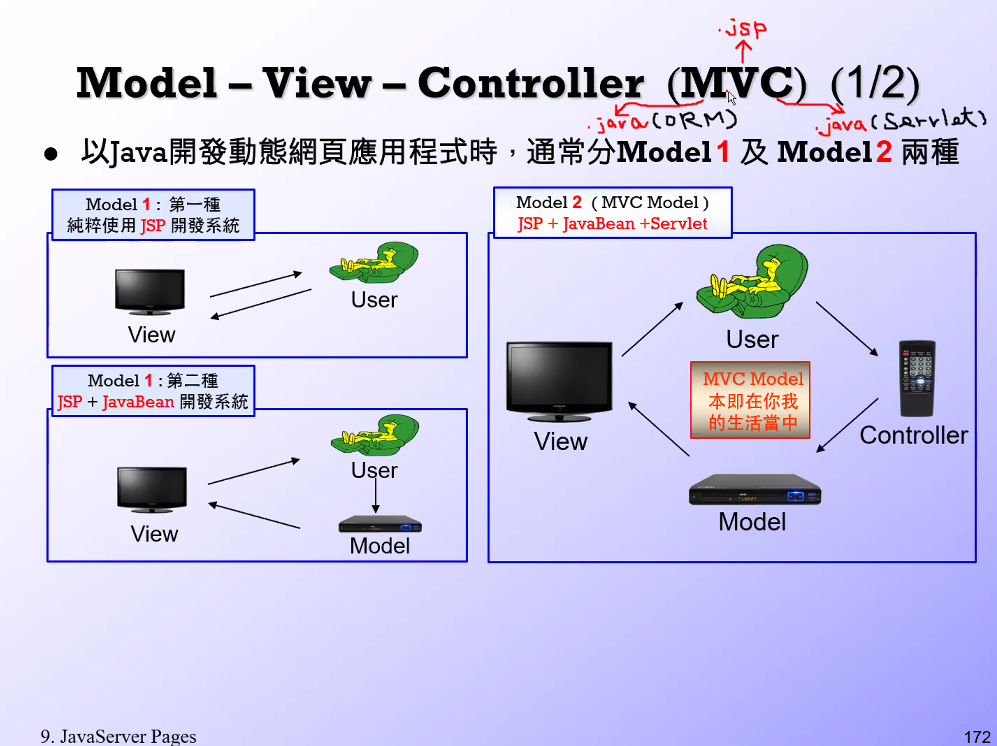 .jsp
Model – View – Controller (MVC) (1/2)
.java(ORM)
.java(Servlet)
● 以Java開發動態網頁應用程式時，通常分Model 1 及 Model 2 兩種
Model 1 : 第一種
純粹使用 JSP 開發系統
User
View
Model 1 : 第二種
JSP + JavaBean 開發系統
User
View
Model
Model 2 ( MVC Model )
JSP + JavaBean +Servlet
User
MVC Model
本即在你我
的生活當中
View
Controller
Model
9. JavaServer Pages
172